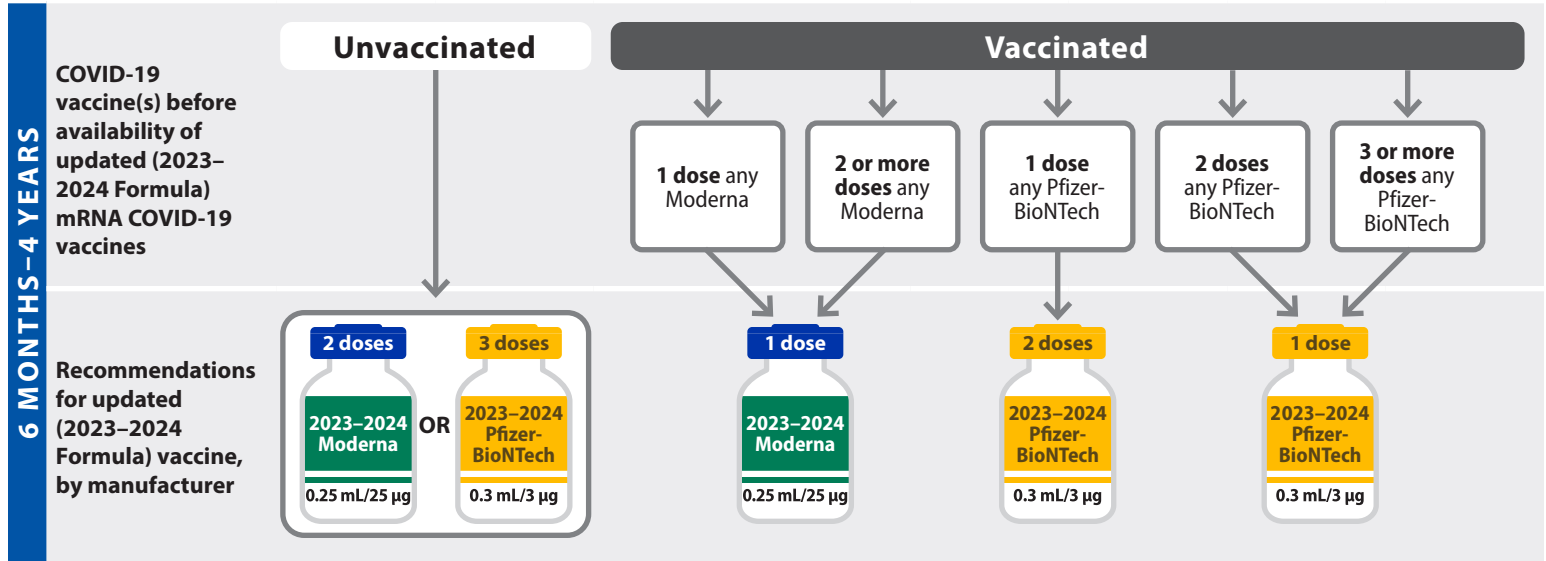 6 MONTHS–4 YEARS
COVID-19
vaccine(s) before
availability of
updated (2023–
2024 Formula)
mRNA COVID-19
vaccines
Unvaccinated
Vaccinated
1 dose any
Moderna
2 or more
doses any
Moderna
1 dose
any Pfizer-
BioNTech
2 doses
any Pfizer-
BioNTech
3 or more
doses any
Pfizer-
BioNTech
Recommendations
for updated
(2023–2024
Formula) vaccine,
by manufacturer
2 doses
2023–2024
Moderna
0.25 mL/25 µg
OR
3 doses
2023–2024
Pfizer-
BioNTech
0.3 mL/3 µg
1 dose
2023–2024
Moderna
0.25 mL/25 µg
2 doses
2023–2024
Pfizer-
BioNTech
0.3 mL/3 µg
1 dose
2023–2024
Pfizer-
BioNTech
0.3 mL/3 µg